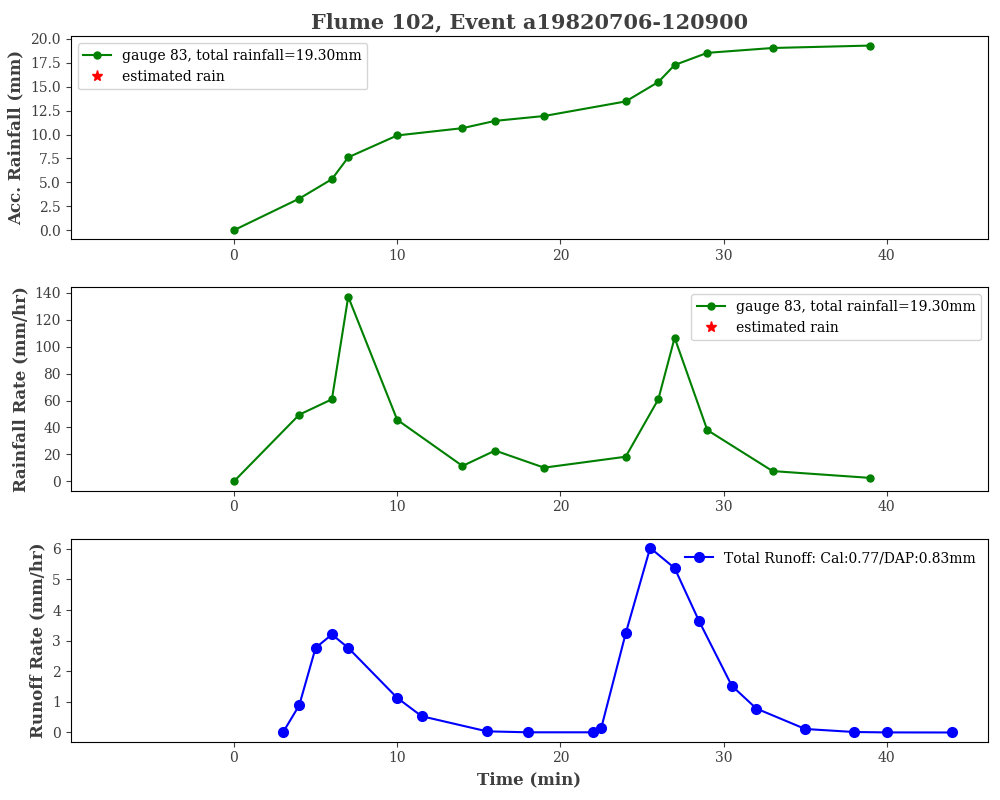 Flume 102, Event a19820706-120900
Acc. Rainfall (mm)
20.0
17.5
15.0
12.5
10.0
7.5
5.0
2.5
0.0
gauge 83, total rainfall=19.30mm
estimated rain
0 10 20 30 40
Rainfall Rate (mm/hr)
140
120
100
80
60
40
20
0
gauge 83, total rainfall=19.30mm
estimated rain
0 10 20 30 40
Runoff Rate (mm/hr)
6
5
4
3
2
1
0
Total Runoff: Cal:0.77/DAP:0.83mm
0 10 20 30 40
Time (min)